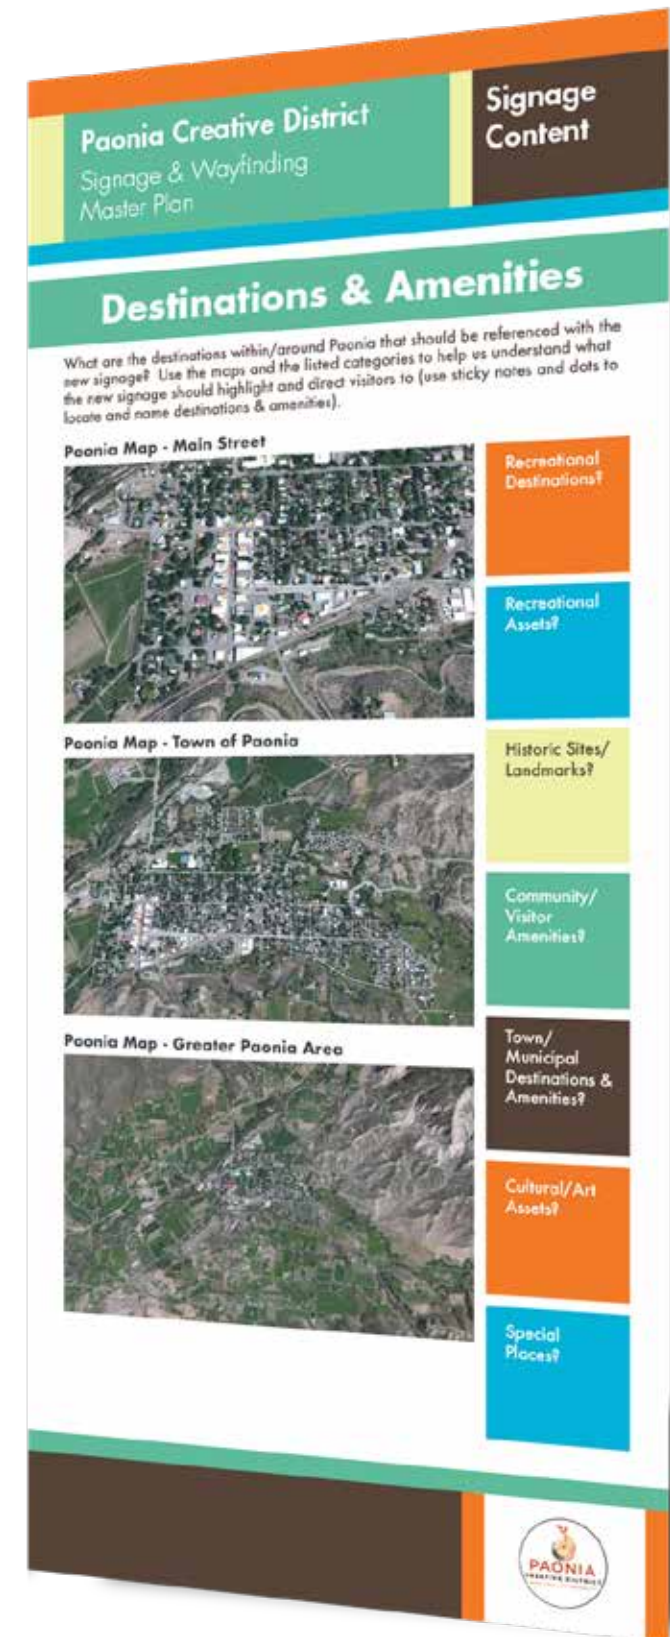 Paonia Creative District
Signage & Wayfinding
Master Plan
Signage
Content
Destinations & Amenities
What are the destinations within/around Paonia that should be referenced with the
new signage?  Use the maps and the listed categories to help us understand what
the new signage should highlight and direct visitors to (use sticky notes and dots to
locate and name destinations & amenities).
Paonia Map - Main Street
Recreational
Destinations?
Recreational
Assets?
Paonia Map - Town of Paonia
Historic Sites/
Landmarks?
Community/
Visitor
Amenities?
Paonia Map - Greater Paonia Area
Town/
Municipal
Destinations &
Amenities?
Cultural/Art
Assets?
Special
Places?
PAONIA
CREATIVE DISTRICT